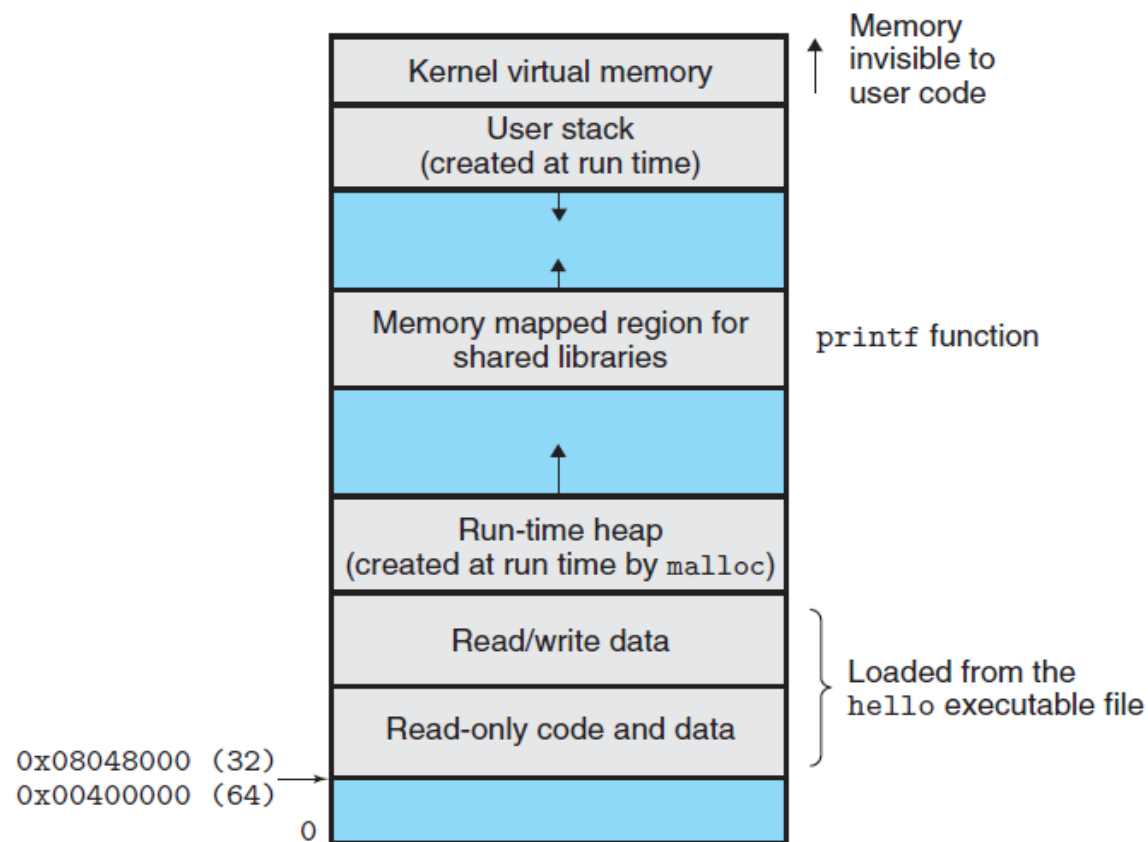 Memory
invisible to
user code
Kernel virtual memory
User stack
(created at run time)
Memory mapped region for
shared libraries
printf function
Run-time heap
(created at run time by malloc)
Read/write data
Loaded from the
hello executable file
Read-only code and data
0x08048000 (32)
0x00400000 (64)
0